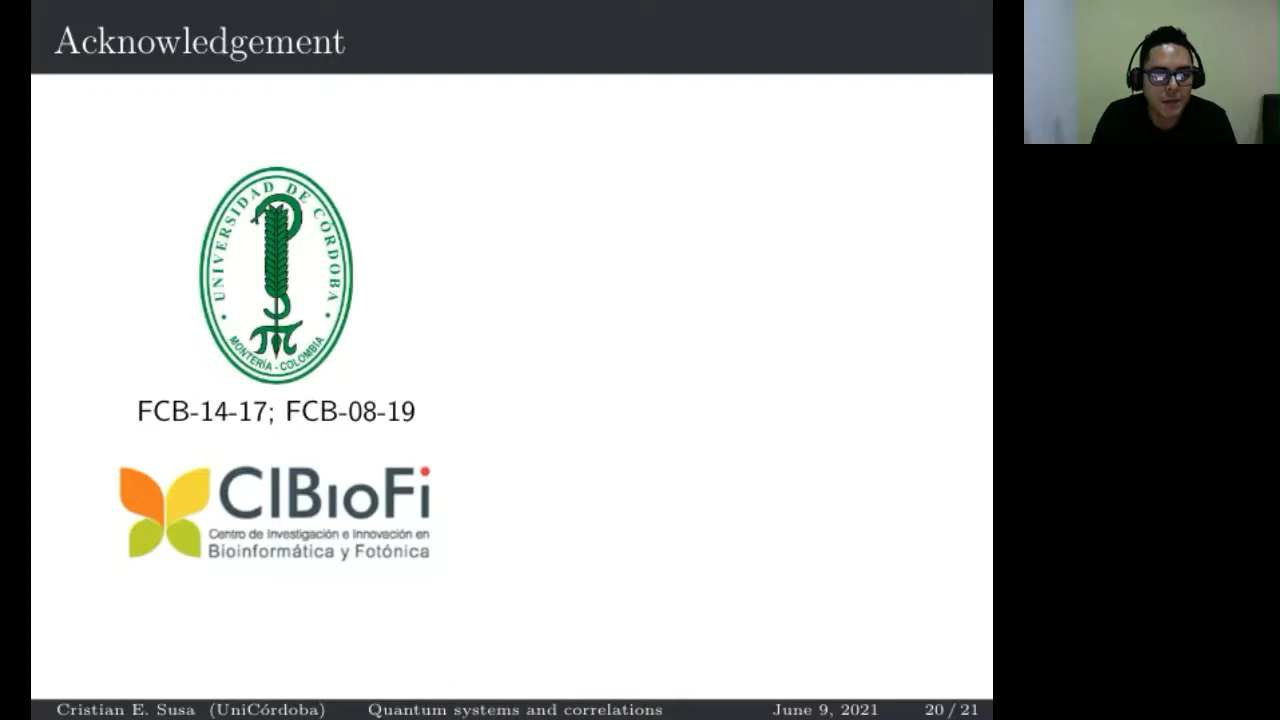 Acknowledgement
UNIVERSIDAD DE CÓRDOBA
MONTERÍA - COLOMBIA
FCB-14-17; FCB-08-19
CIBioFi
Centro de Investigación e Innovación en
Bioinformática y Fotónica
Cristian E. Susa (UniCórdoba) Quantum systems and correlations June 9, 2021 20 / 21